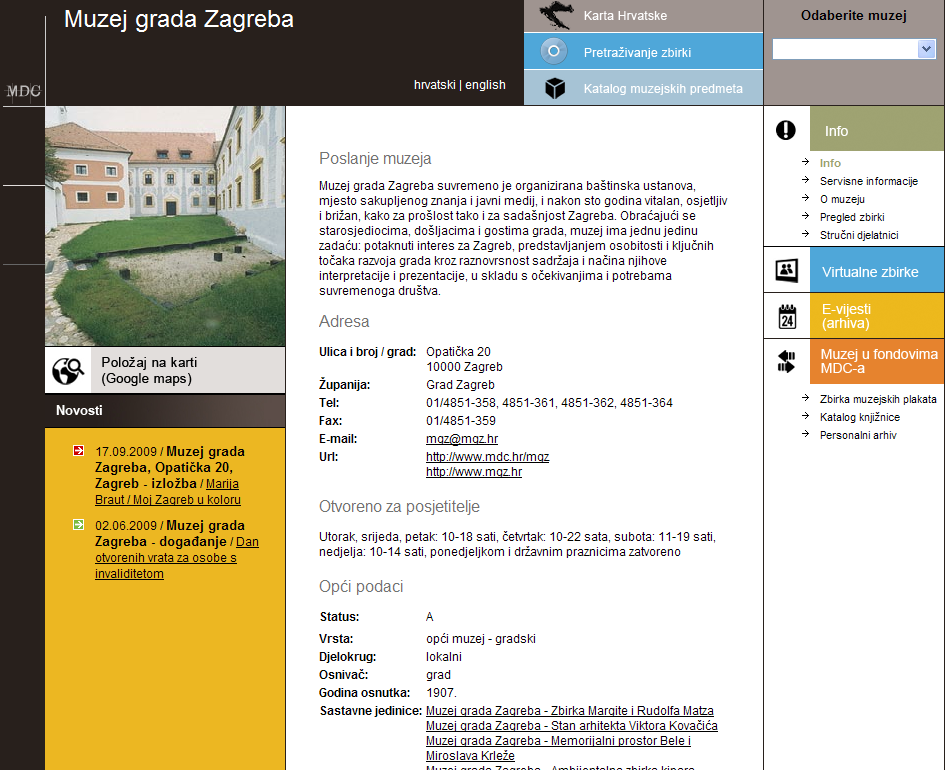 Muzej grada Zagreba
hrvatski | english
MDC
Karta Hrvatske
Pretraživanje zbirki
Katalog muzejskih predmeta
Odaberite muzej
Položaj na karti
(Google maps)
Novosti
17.09.2009 / Muzej grada
Zagreba, Opatička 20,
Zagreb - izložba / Marija
Braut / Moj Zagreb u koloru
02.06.2009 / Muzej grada
Zagreba - događanje / Dan
otvorenih vrata za osobe s
invaliditetom
Poslanje muzeja
Muzej grada Zagreba suvremeno je organizirana baštinska ustanova,
mjesto sakupljenog znanja i javni medij, i nakon sto godina vitalan, osjetljiv
i brižan, kako za prošlost tako i za sadašnjost Zagreba. Obraćajući se
starosjediocima, došljacima i gostima grada, muzej ima jednu jedinu
zadaću: potaknuti interes za Zagreb, predstavljanjem osobitosti i ključnih
točaka razvoja grada kroz raznovrsnost sadržaja i načina njihove
interpretacije i prezentacije, u skladu s očekivanjima i potrebama
suvremenoga društva.
Adresa
Ulica i broj / grad: Opatička 20
10000 Zagreb
Županija: Grad Zagreb
Tel: 01/4851-358, 4851-361, 4851-362, 4851-364
Fax: 01/4851-359
E-mail: mgz@mgz.hr
Url: http://www.mdc.hr/mgz
http://www.mgz.hr
Otvoreno za posjetitelje
Utorak, srijeda, petak: 10-18 sati, četvrtak: 10-22 sata, subota: 11-19 sati,
nedjelja: 10-14 sati, ponedjeljkom i državnim praznicima zatvoreno
Opći podaci
Status: A
Vrsta: opći muzej - gradski
Djelokrug: lokalni
Osnivač: grad
Godina osnutka: 1907.
Sastavne jedinice: Muzej grada Zagreba - Zbirka Margite i Rudolfa Matza
Muzej grada Zagreba - Stan arhitekta Viktora Kovačića
Muzej grada Zagreba - Memorijalni prostor Bele i
Miroslava Krleže
Muzej grada Zagreba - Ambijentalna zbirka kipara
Info
Info
Servisne informacije
O muzeju
Pregled zbirki
Stručni djelatnici
Virtualne zbirke
24
E-vijesti
(arhiva)
Muzej u fondovima
MDC-a
Zbirka muzejskih plakata
Katalog knjižnice
Personalni arhiv